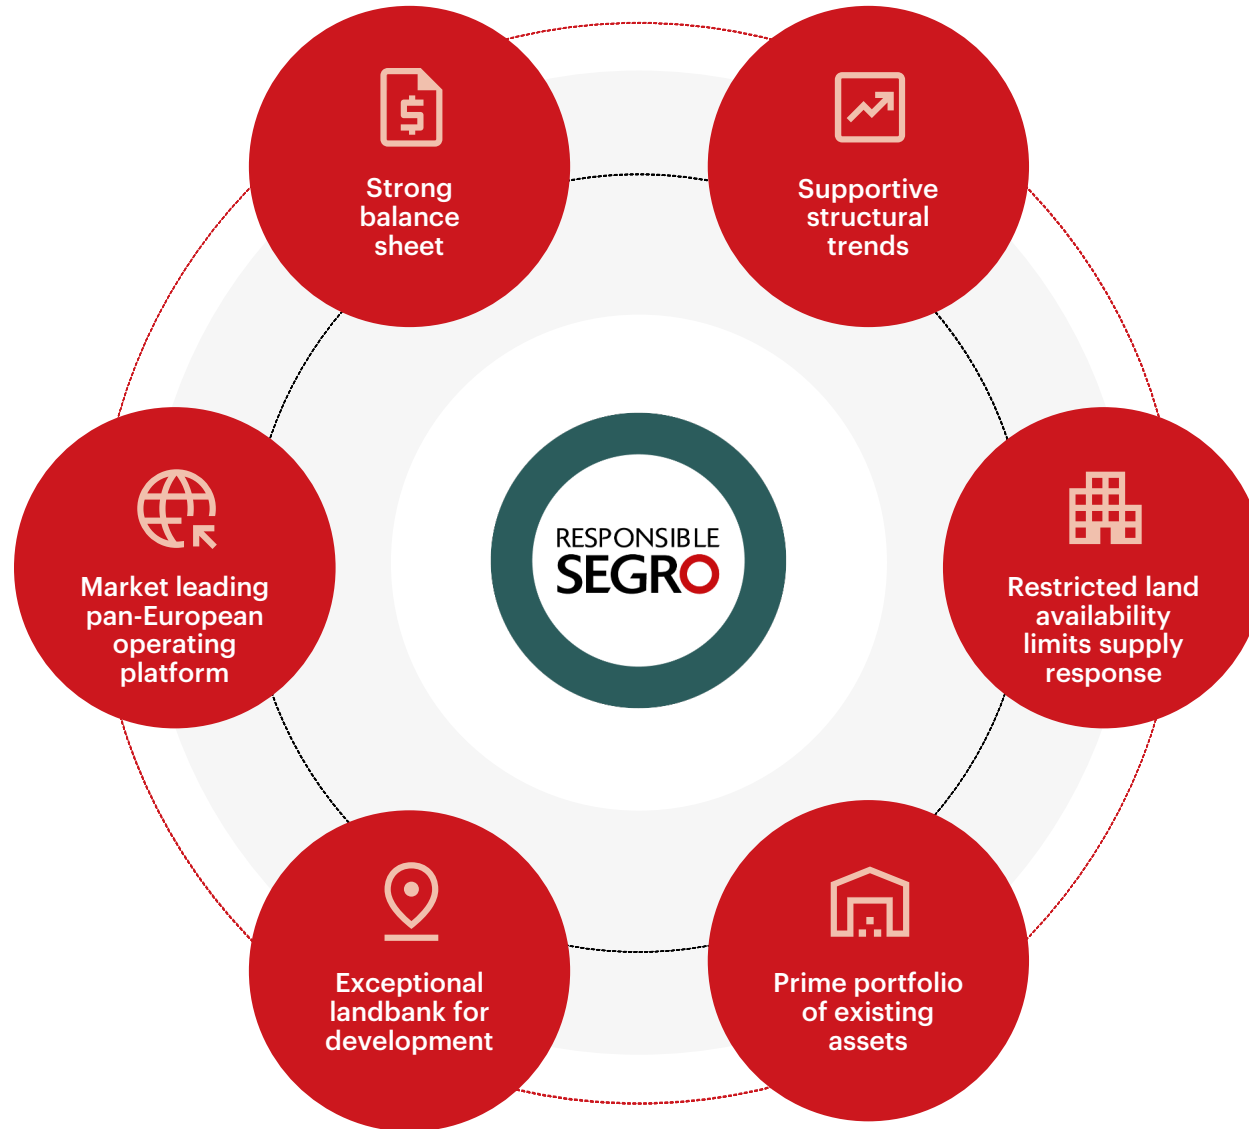 Strong
balance
sheet
Supportive
structural
trends
Market leading
pan-European
operating
platform
RESPONSIBLE
SEGRO
Restricted land
availability
limits supply
response
Exceptional
landbank for
development
Prime portfolio
of existing
assets